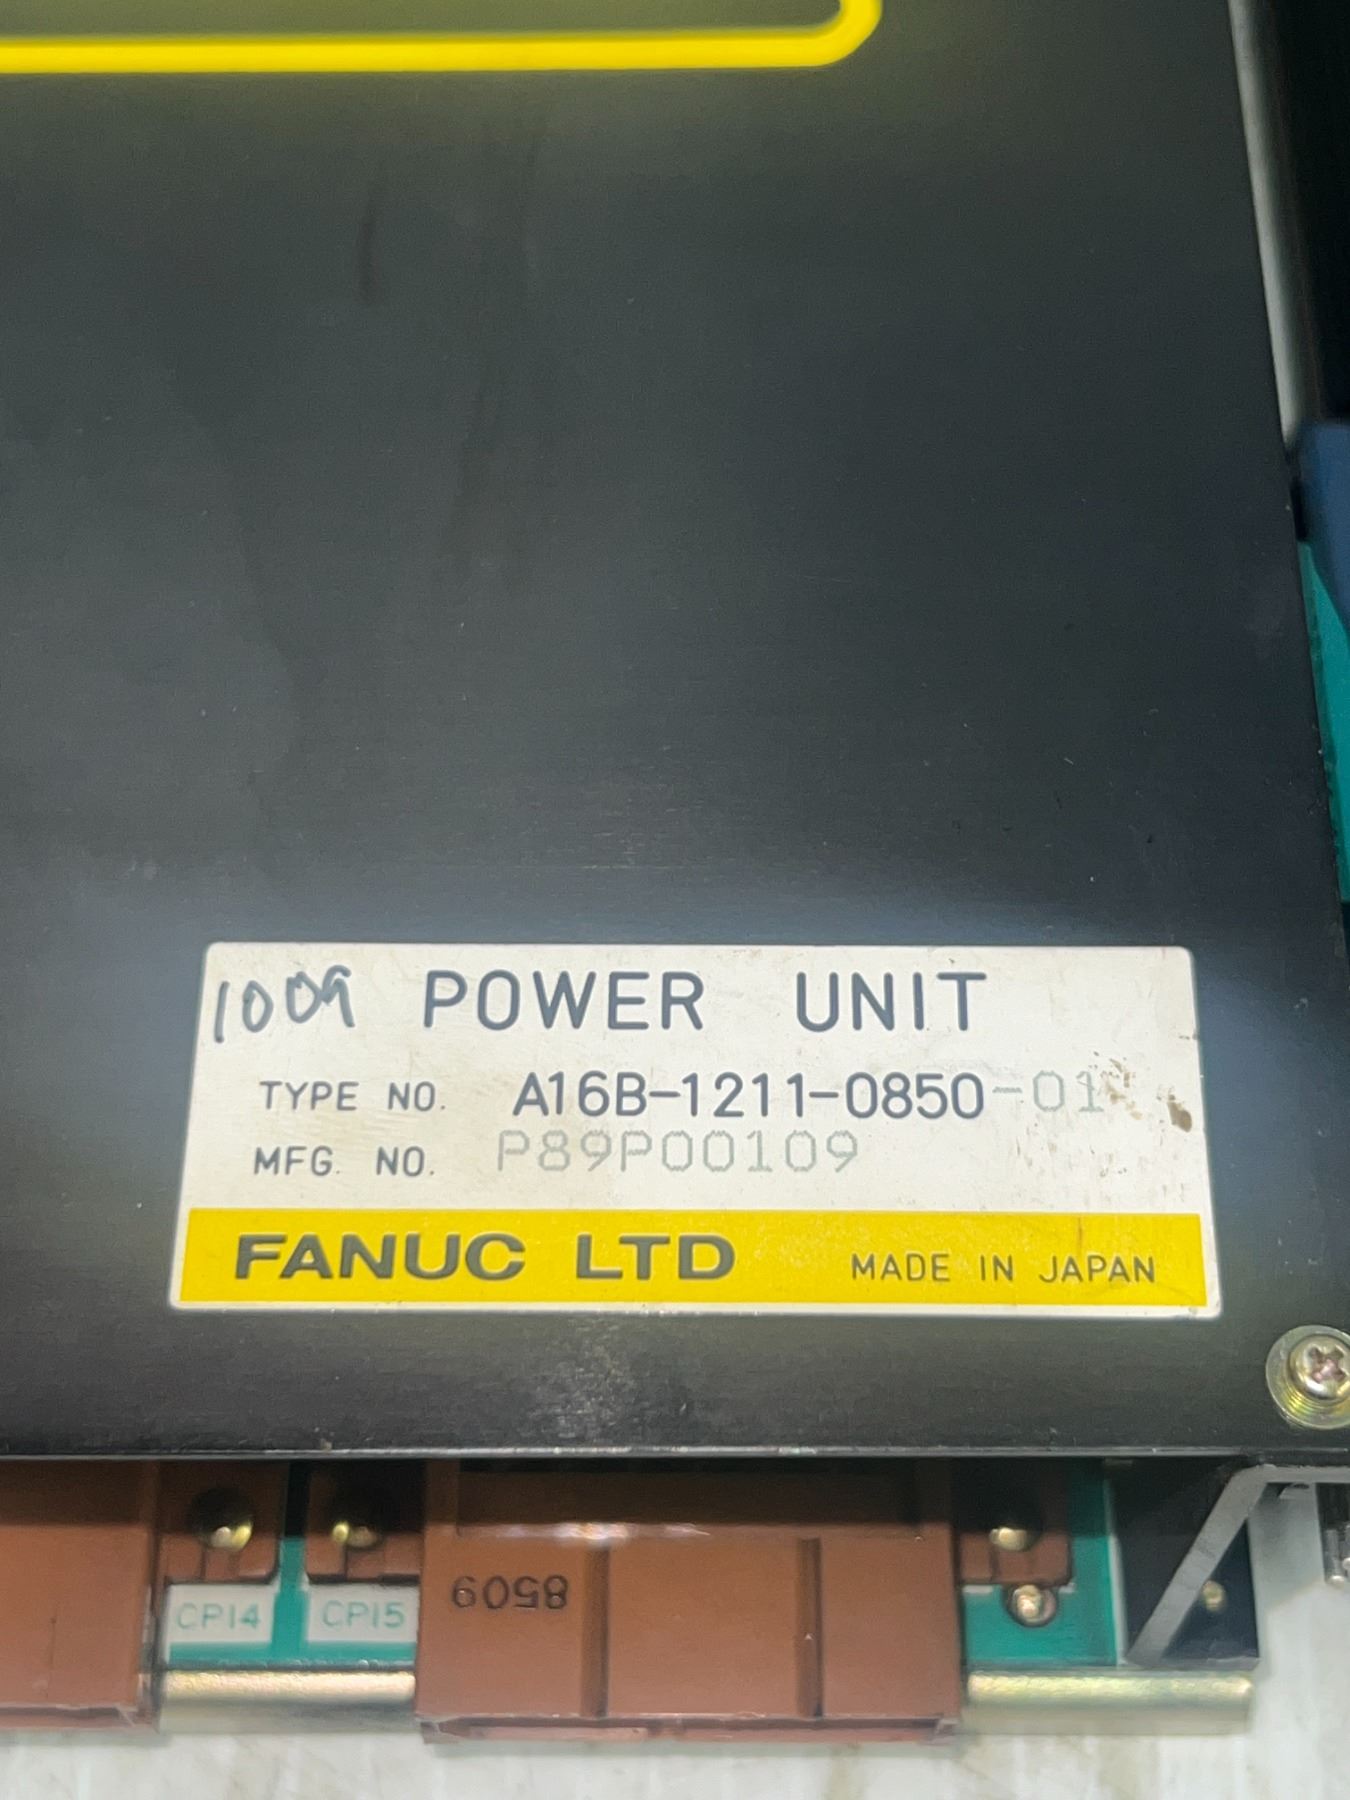 1009 POWER UNIT
TYPE NO. A16B-1211-0850-01
MFG. NO. P89P00109
FANUC LTD MADE IN JAPAN
8509
CP14 CP15